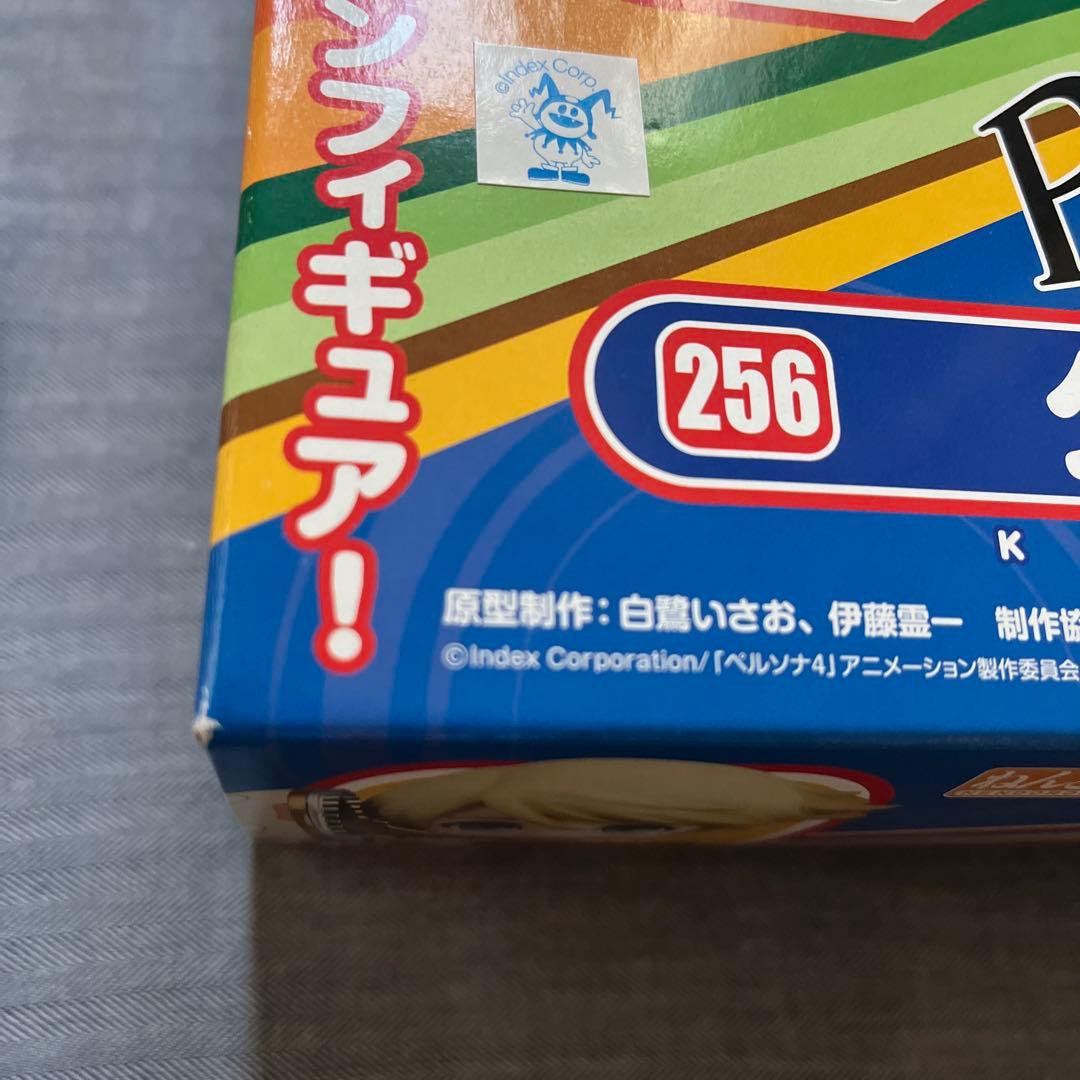 ンフィギュア!
©Index Corp.
P
256
K
原型制作：白鷺いさお、伊藤霊一　制作協
©Index Corporation/「ペルソナ4」アニメーション製作委員会
ねん